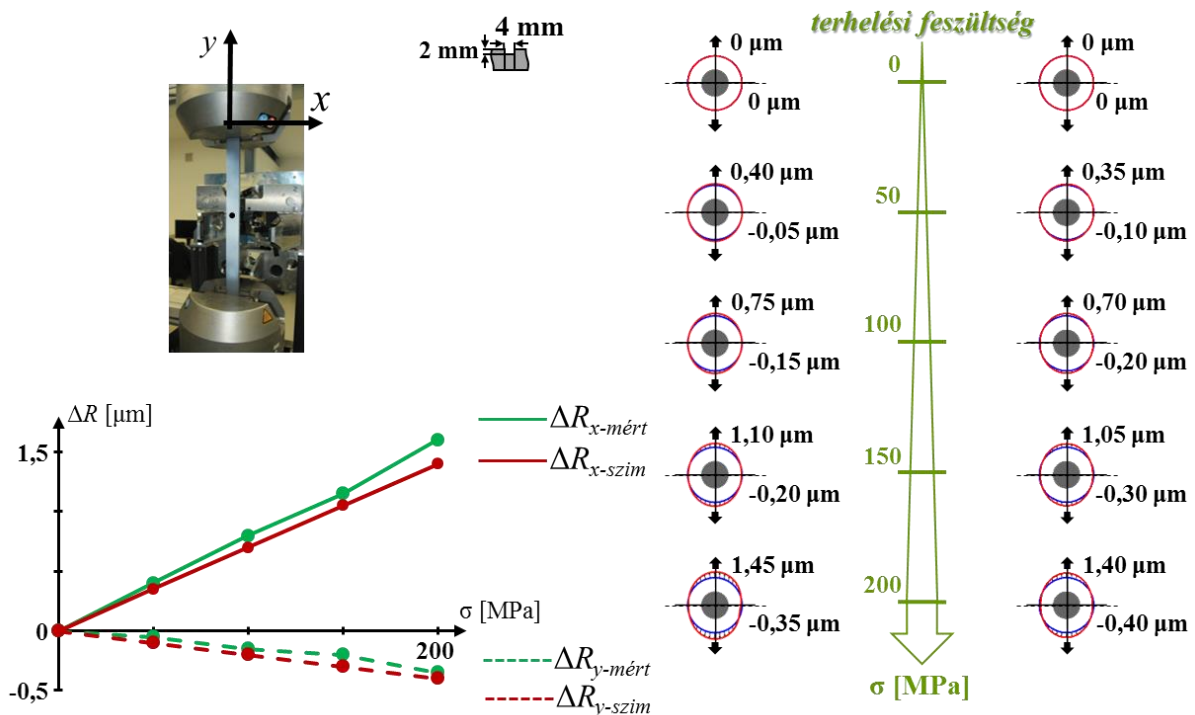 y
x
4 mm
2 mm
terhelési feszültség
0 μm
0 μm
0
0 μm
0 μm
0,40 μm
-0,05 μm
50
0,35 μm
-0,10 μm
0,75 μm
-0,15 μm
100
0,70 μm
-0,20 μm
1,10 μm
-0,20 μm
150
1,05 μm
-0,30 μm
1,45 μm
-0,35 μm
200
1,40 μm
-0,40 μm
σ [MPa]
ΔR [μm]
1,5
0
-0,5
σ [MPa]
200
ΔRx-mért
ΔRx-szim
ΔRy-mért
ΔRy-szim